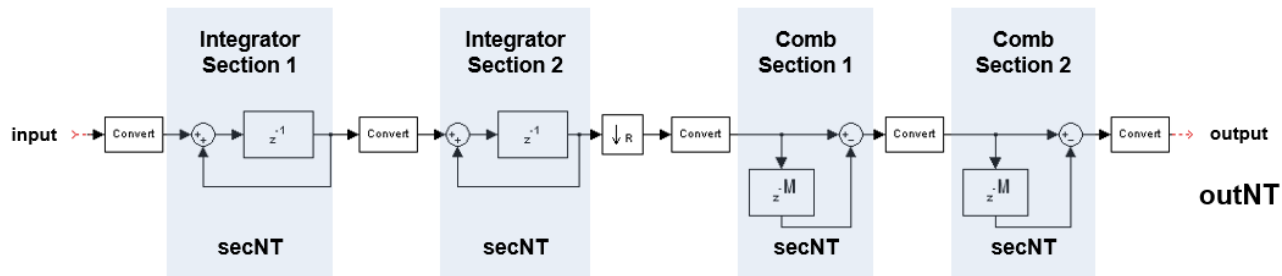 Integrator
Section 1
Integrator
Section 2
Comb
Section 1
Comb
Section 2
input
Convert
+
+
z-1
Convert
+
+
z-1
↓ R
Convert
+
−
Convert
+
−
Convert
output
z-M
z-M
outNT
secNT
secNT
secNT
secNT